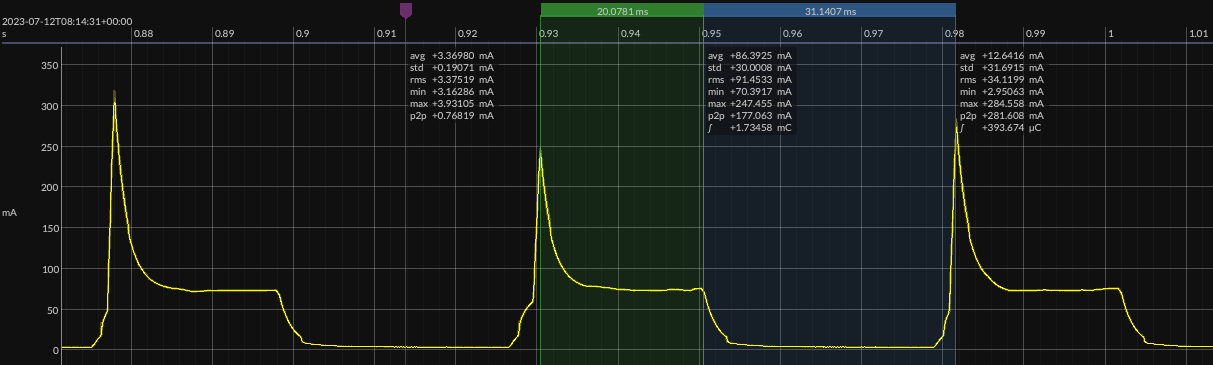 20.0781 ms 31.1407 ms
2023-07-12T08:14:31+00:00
s 0.88 0.89 0.9 0.91 0.92 0.93 0.94 0.95 0.96 0.97 0.98 0.99 1 1.01
avg +3.36980 mA avg +86.3925 mA avg +12.6416 mA
350 std +0.19071 mA std +30.0008 mA std +31.6915 mA
rms +3.37519 mA rms +91.4533 mA rms +34.1199 mA
min +3.16286 mA min +70.3917 mA min +2.95063 mA
300 max +3.93105 mA max +247.455 mA max +284.558 mA
p2p +0.76819 mA p2p +177.063 mA p2p +281.608 mA
∫ +1.73458 mC ∫ +393.674 µC
250
200
mA
150
100
50
0